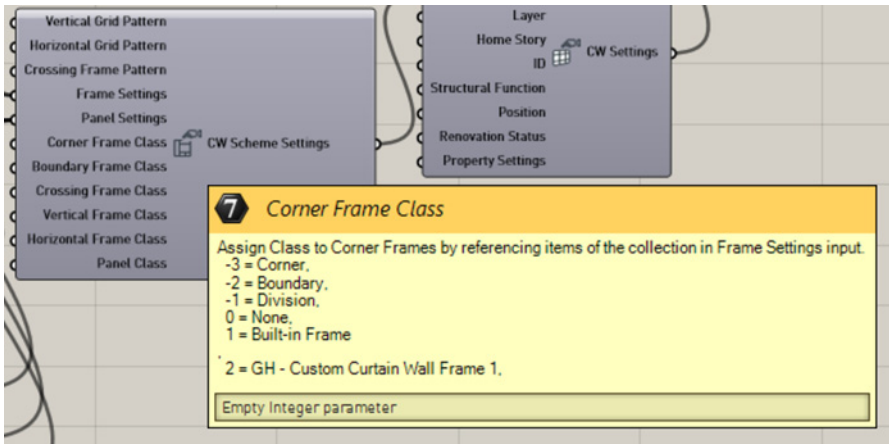 Vertical Grid Pattern
Horizontal Grid Pattern
Crossing Frame Pattern
Frame Settings
Panel Settings
Corner Frame Class
Boundary Frame Class
Crossing Frame Class
Vertical Frame Class
Horizontal Frame Class
Panel Class
CW Scheme Settings
Layer
Home Story
ID
Structural Function
Position
Renovation Status
Property Settings
CW Settings
7 Corner Frame Class
Assign Class to Corner Frames by referencing items of the collection in Frame Settings input.
-3 = Corner,
-2 = Boundary,
-1 = Division,
0 = None,
1 = Built-in Frame
,
2 = GH - Custom Curtain Wall Frame 1,
Empty Integer parameter